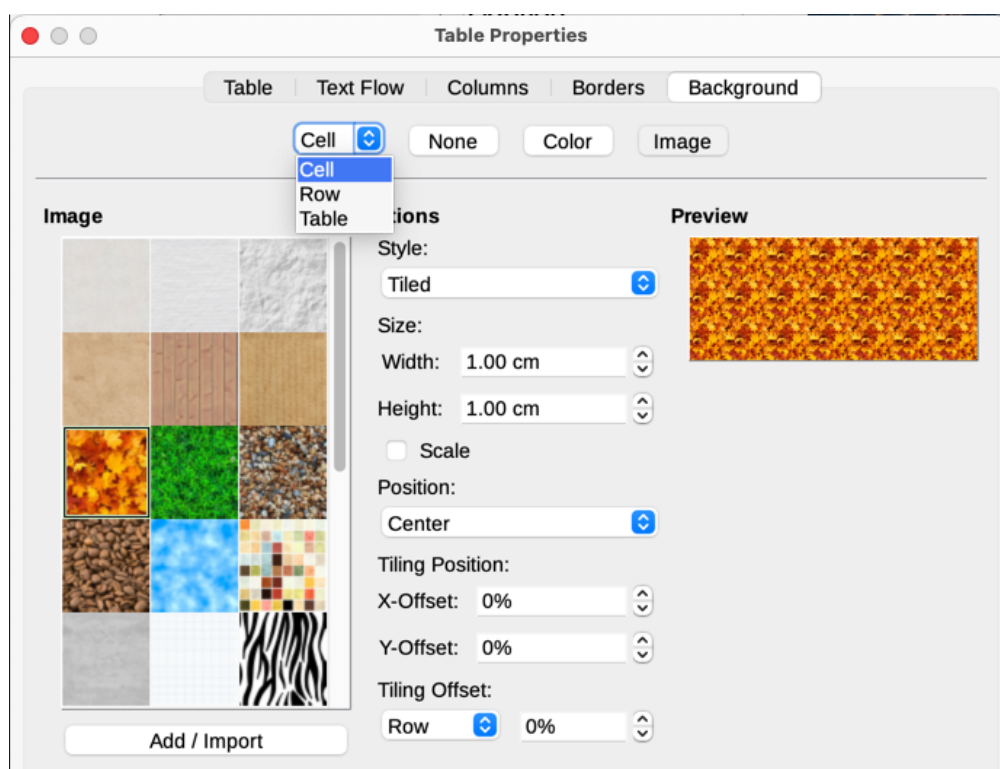 Table Properties
Table Text Flow Columns Borders Background
Cell None Color Image
Cell
Row
Table
Image
tions
Preview
Style:
Tiled
Size:
Width: 1.00 cm
Height: 1.00 cm
Scale
Position:
Center
Tiling Position:
X-Offset: 0%
Y-Offset: 0%
Tiling Offset:
Row 0%
Add / Import